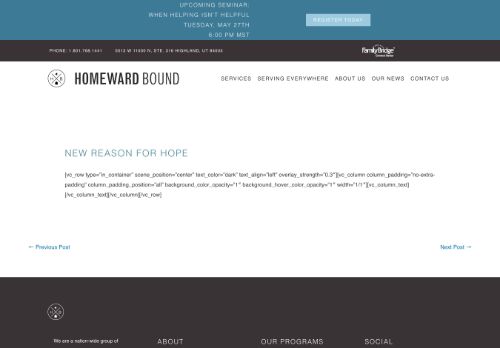 UPCOMING SEMINAR:
WHEN HELPING ISN'T HELPFUL
TUESDAY, MAY 27TH
6:00 PM MST
REGISTER TODAY
PHONE: 1.801.768.1441
5313 W 11000 N, STE. 216 HIGHLAND, UT 84003
FamilyBridge
HOMEWARD BOUND
SERVICES
SERVING EVERYWHERE
ABOUT US
OUR NEWS
CONTACT US
NEW REASON FOR HOPE
[vc_row type="in_container" scene_position="center" text_color="dark" text_align="left" overlay_strength="0.3"][vc_column column_padding="no-extra-
padding" column_padding_position="all" background_color_opacity="1" background_hover_color_opacity="1" width="1/1"][vc_column_text]
[/vc_column_text][/vc_column][/vc_row]
← Previous Post
Next Post →
We are a nation-wide group of
ABOUT
OUR PROGRAMS
SOCIAL